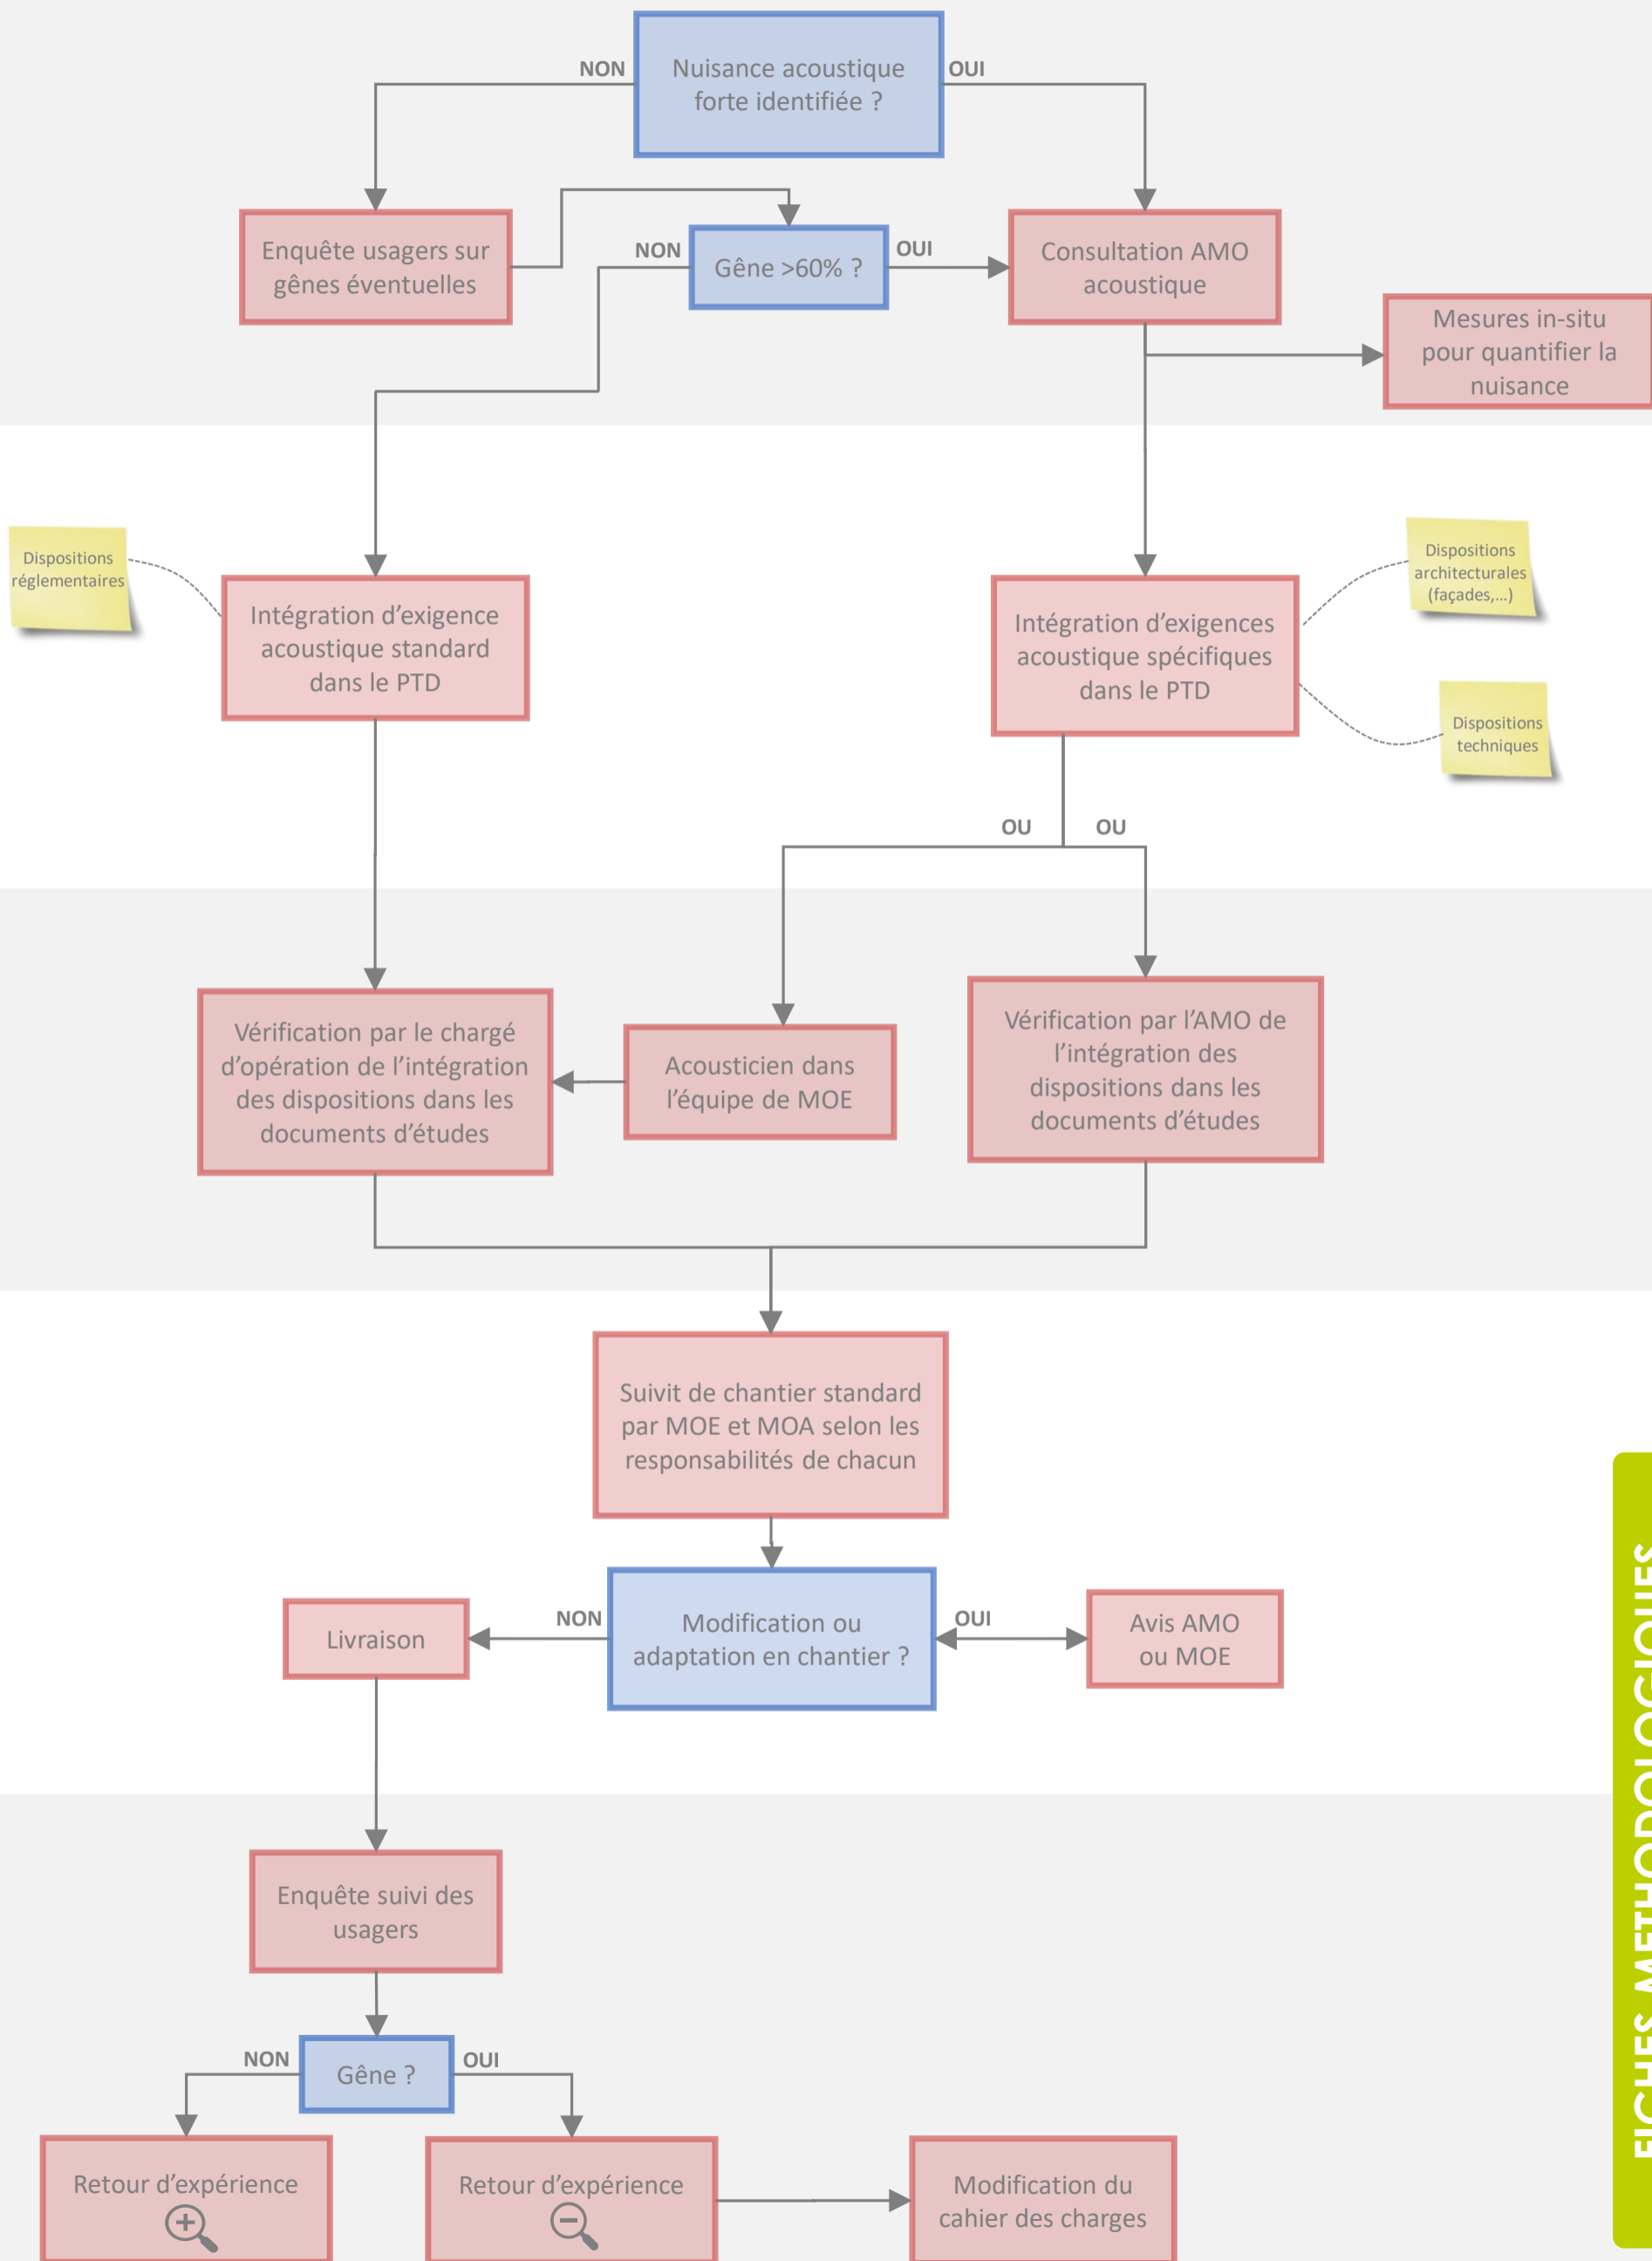 NON
Nuisance acoustique
forte identifiée ?
OUI
Enquête usagers sur
gênes éventuelles
NON
Gêne >60% ?
OUI
Consultation AMO
acoustique
Mesures in-situ
pour quantifier la
nuisance
Dispositions
réglementaires
Intégration d’exigence
acoustique standard
dans le PTD
Intégration d’exigences
acoustique spécifiques
dans le PTD
Dispositions
architecturales
(façades,...)
Dispositions
techniques
OU
OU
Vérification par le chargé
d’opération de l’intégration
des dispositions dans les
documents d’études
Acousticien dans
l’équipe de MOE
Vérification par l’AMO de
l’intégration des
dispositions dans les
documents d’études
Suivit de chantier standard
par MOE et MOA selon les
responsabilités de chacun
Livraison
NON
Modification ou
adaptation en chantier ?
OUI
Avis AMO
ou MOE
Enquête suivi des
usagers
NON
Gêne ?
OUI
Retour d’expérience
Retour d’expérience
Modification du
cahier des charges
FICHES METHODOLOGIQUES